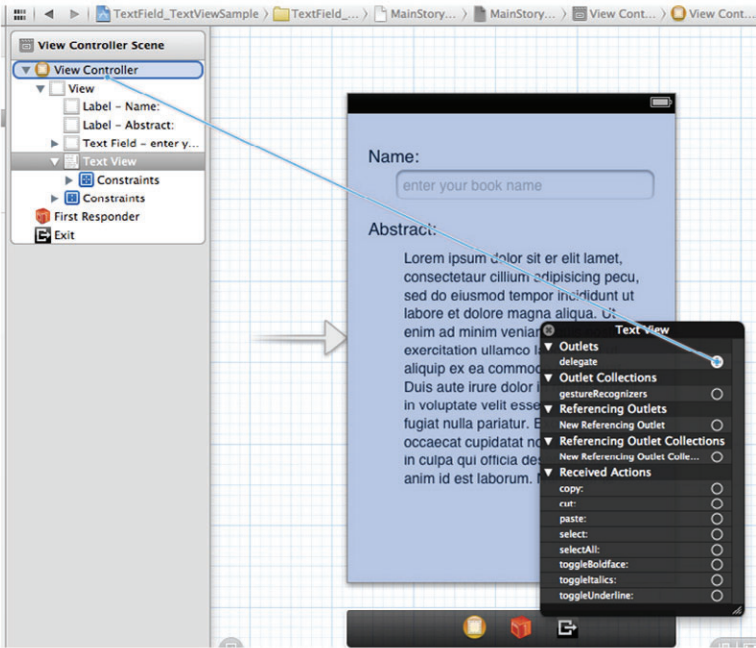 TextField_TextViewSample
TextField_...
MainStory...
MainStory...
View Cont...
View Cont...
View Controller Scene
View Controller
View
Label – Name:
Label – Abstract:
Text Field – enter y...
Text View
Constraints
Constraints
First Responder
Exit
Name:
enter your book name
Abstract:
Lorem ipsum dolor sit er elit lamet,
consectetaur cillium adipisicing pecu,
sed do eiusmod tempor incididunt ut
labore et dolore magna aliqua. Ut
enim ad minim veniam
exercitation ullamco l
aliquip ex ea commod
Duis aute irure dolor i
in voluptate velit esse
fugiat nulla pariatur. E
occaecat cupidatat no
in culpa qui officia des
anim id est laborum. N
Text View
Outlets
delegate
Outlet Collections
gestureRecognizers
Referencing Outlets
New Referencing Outlet
Referencing Outlet Collections
New Referencing Outlet Colle...
Received Actions
copy:
cut:
paste:
select:
selectAll:
toggleBoldface:
toggleItalics:
toggleUnderline: